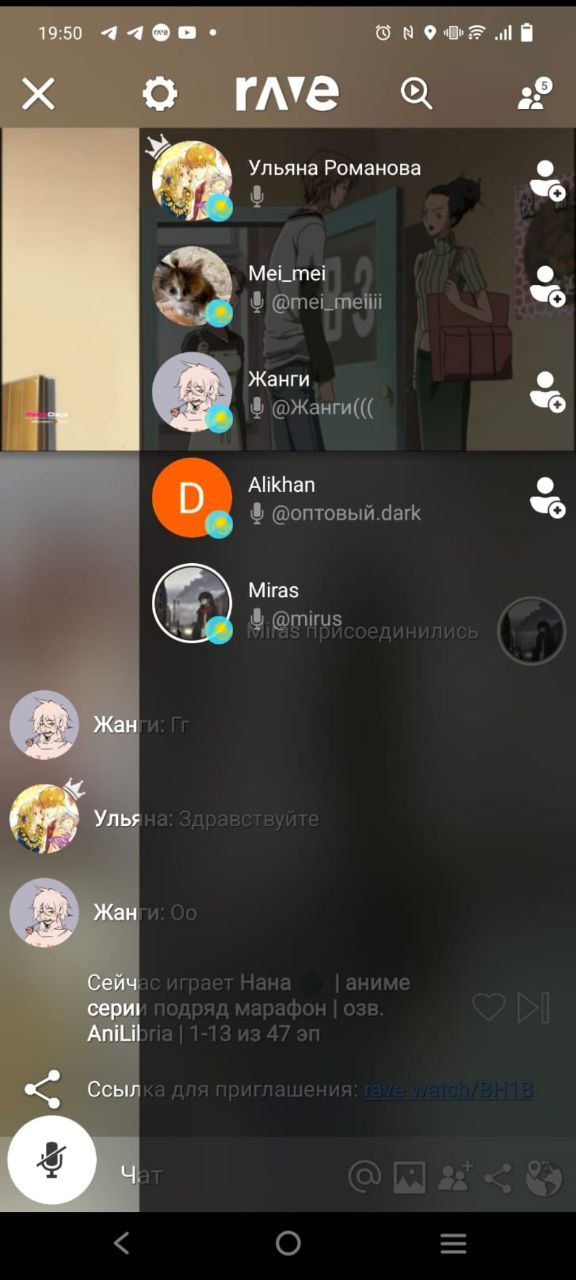 19:50
rave
5
Ульяна Романова
Mei_mei
@mei_meiiii
Жанги
@Жанги(((
D
Alikhan
@оптовый.dark
Miras
@mirus
Miras присоединились
Жанги: Гг
Ульяна: Здравствуйте
Жанги: Оо
Сейчас играет Нана ♠ | аниме
серии подряд марафон | озв.
AniLibria | 1-13 из 47 эп
Ссылка для приглашения: rave.watch/BH1B
Чат